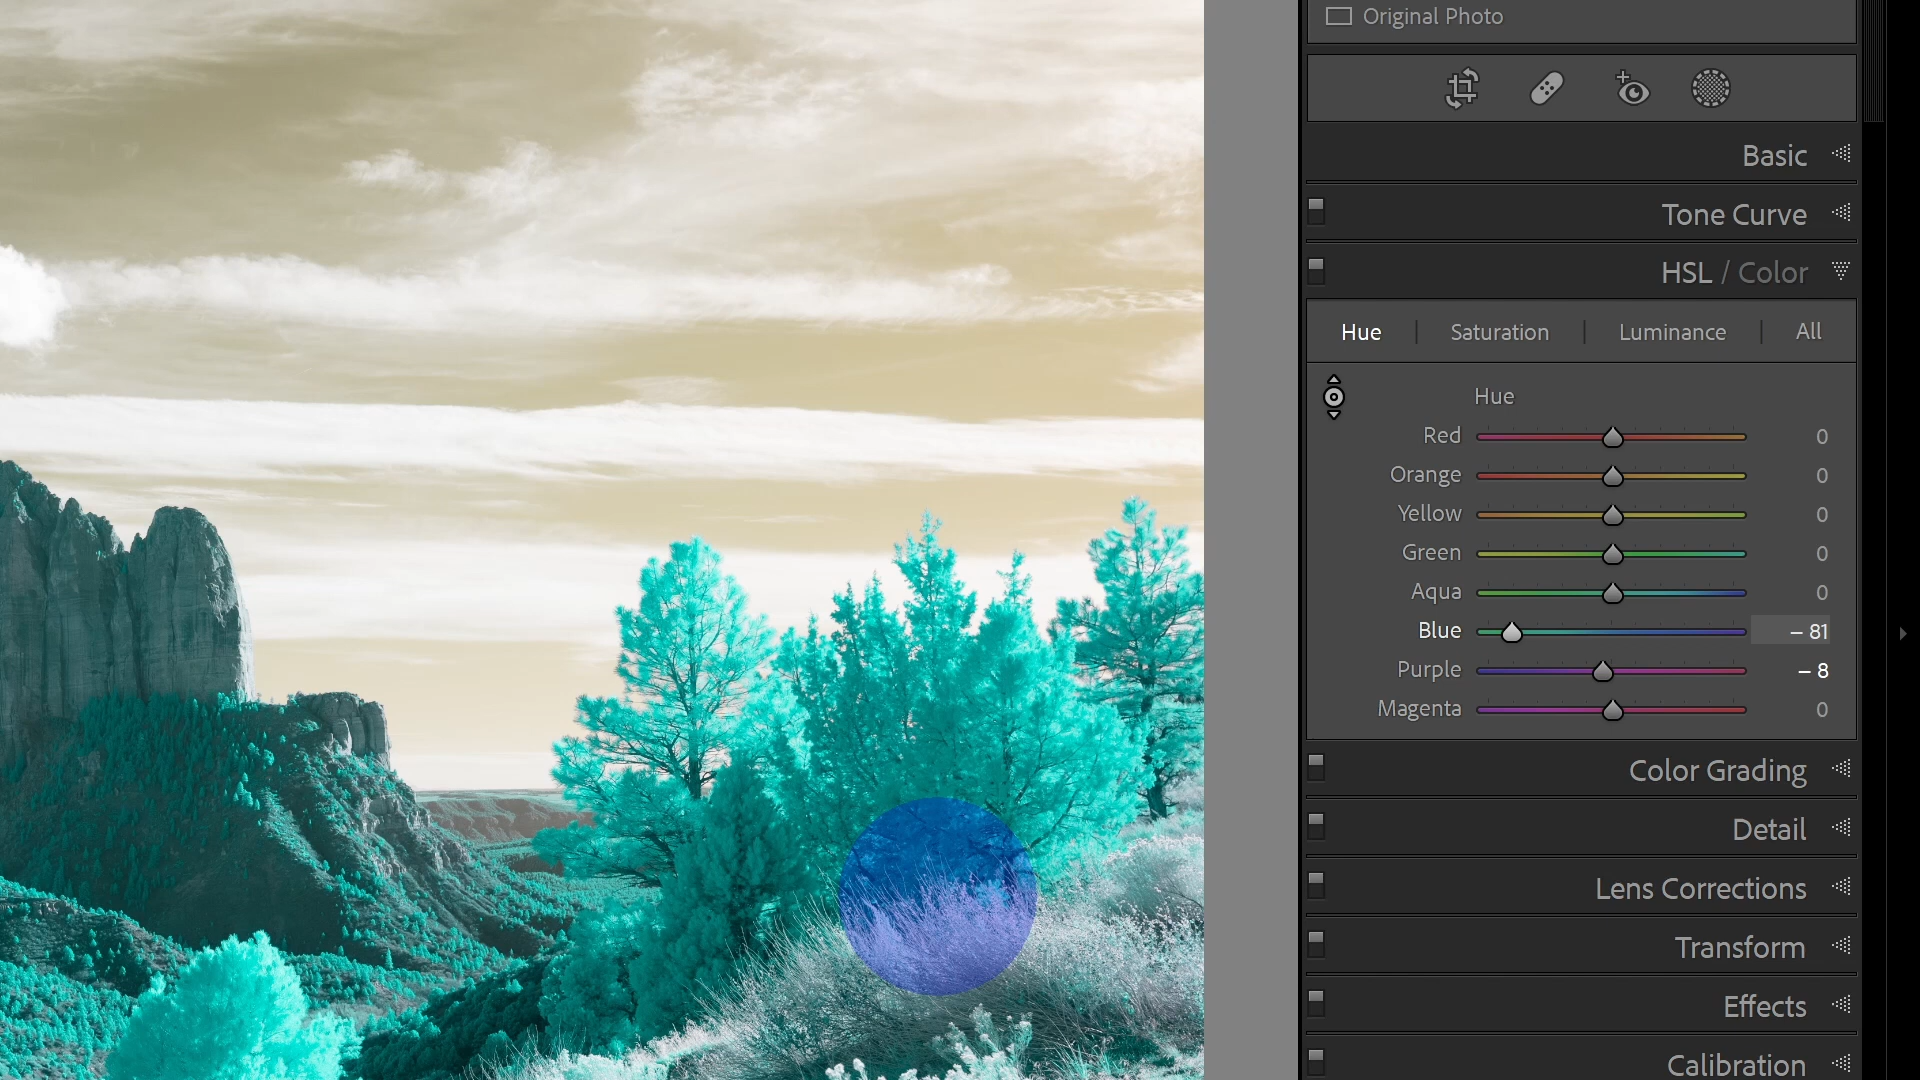 Original Photo
Basic
Tone Curve
HSL / Color
Hue | Saturation | Luminance | All
Hue
Red 0
Orange 0
Yellow 0
Green 0
Aqua 0
Blue – 81
Purple – 8
Magenta 0
Color Grading
Detail
Lens Corrections
Transform
Effects
Calibration